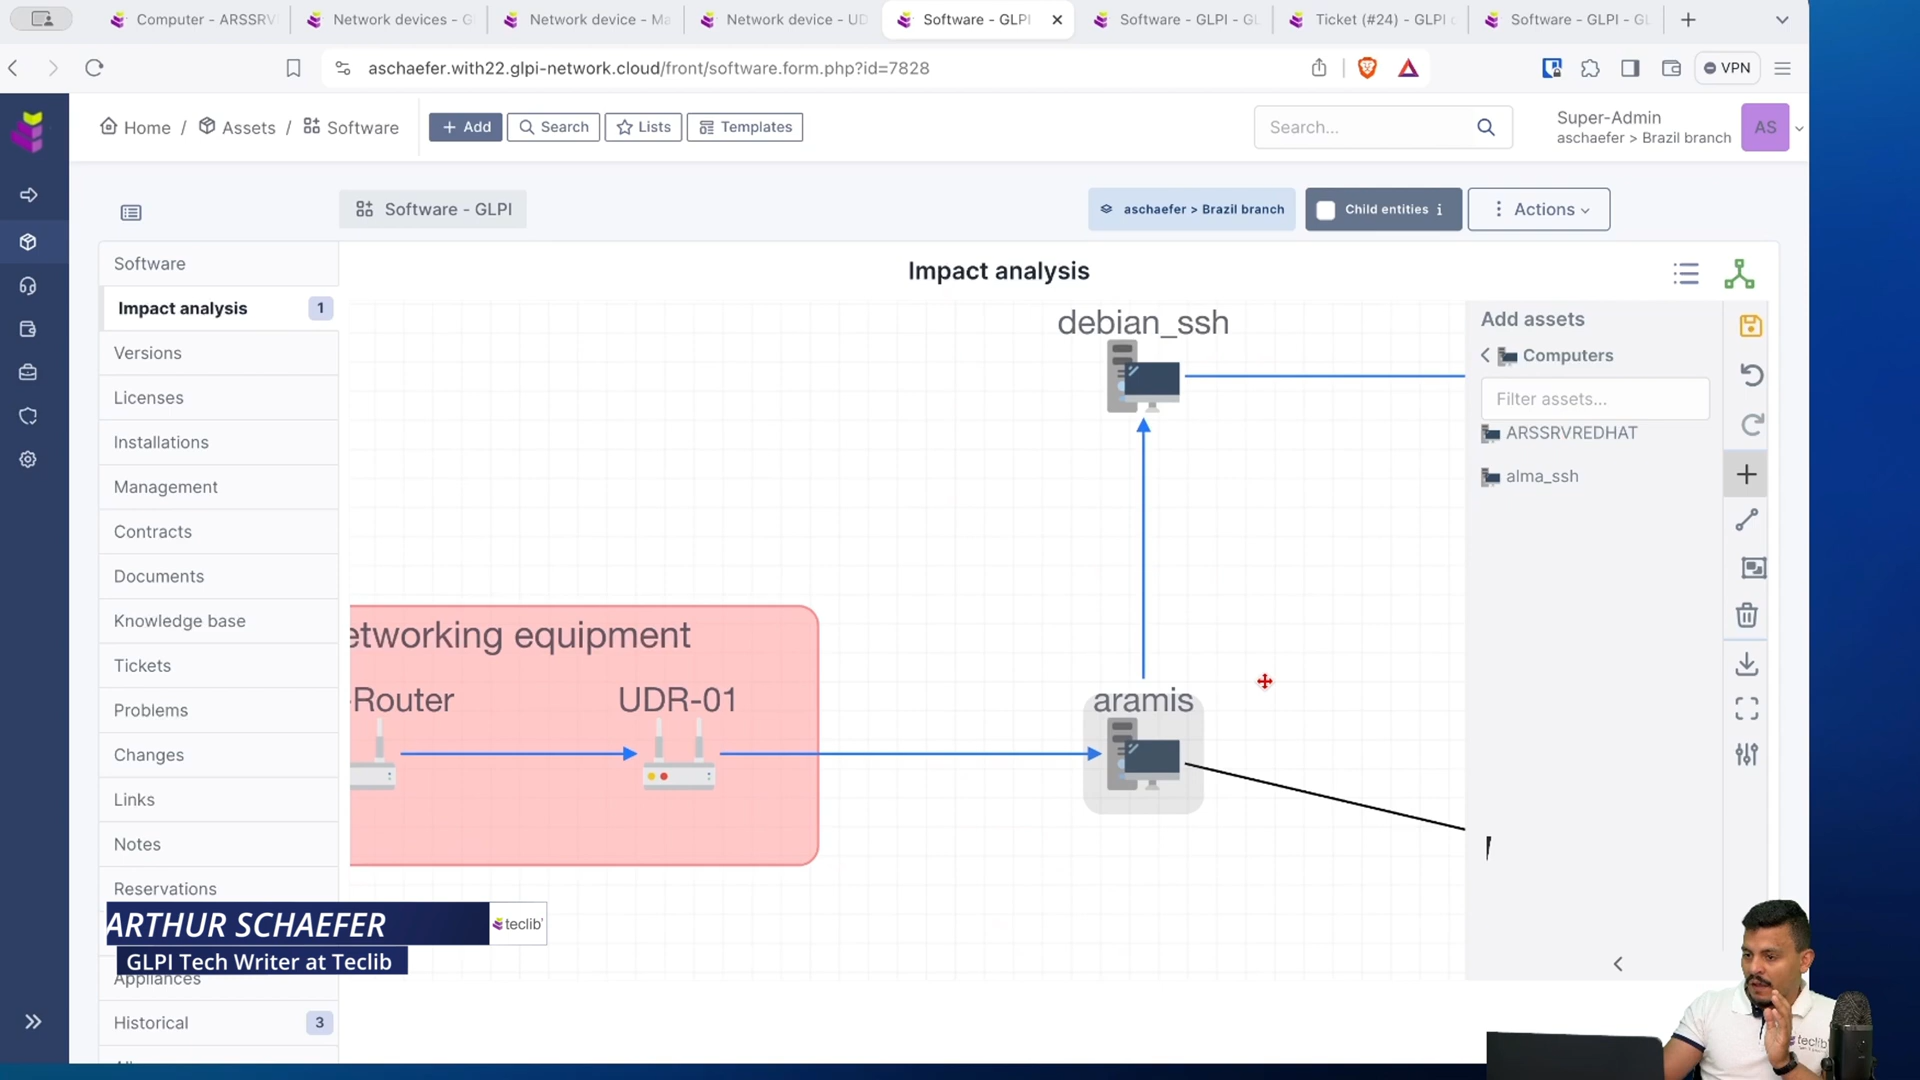 Computer - ARSSRV
Network devices - G
Network device - Ma
Network device - UD
Software - GLPI
Software - GLPI - GL
Ticket (#24) - GLPI
Software - GLPI - GL
aschaefer.with22.glpi-network.cloud/front/software.form.php?id=7828
VPN
Home / Assets / Software
+ Add
Search
Lists
Templates
Search...
Super-Admin
aschaefer > Brazil branch
AS
Software - GLPI
aschaefer > Brazil branch
Child entities i
Actions
Software
Impact analysis 1
Versions
Licenses
Installations
Management
Contracts
Documents
Knowledge base
Tickets
Problems
Changes
Links
Notes
Reservations
Appliances
Historical 3
Impact analysis
debian_ssh
etworking equipment
-Router
UDR-01
aramis
Add assets
Computers
Filter assets...
ARSSRVREDHAT
alma_ssh
ARTHUR SCHAEFER
teclib'
GLPI Tech Writer at Teclib
teclib'